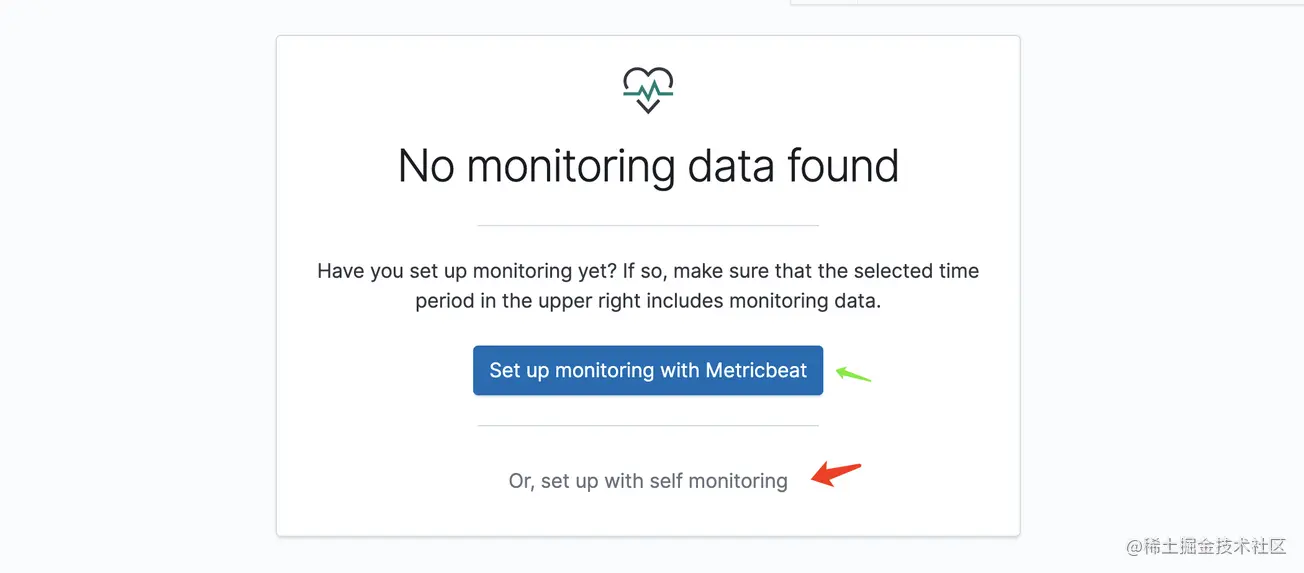 No monitoring data found
Have you set up monitoring yet? If so, make sure that the selected time
period in the upper right includes monitoring data.
Set up monitoring with Metricbeat
Or, set up with self monitoring
@稀土掘金技术社区